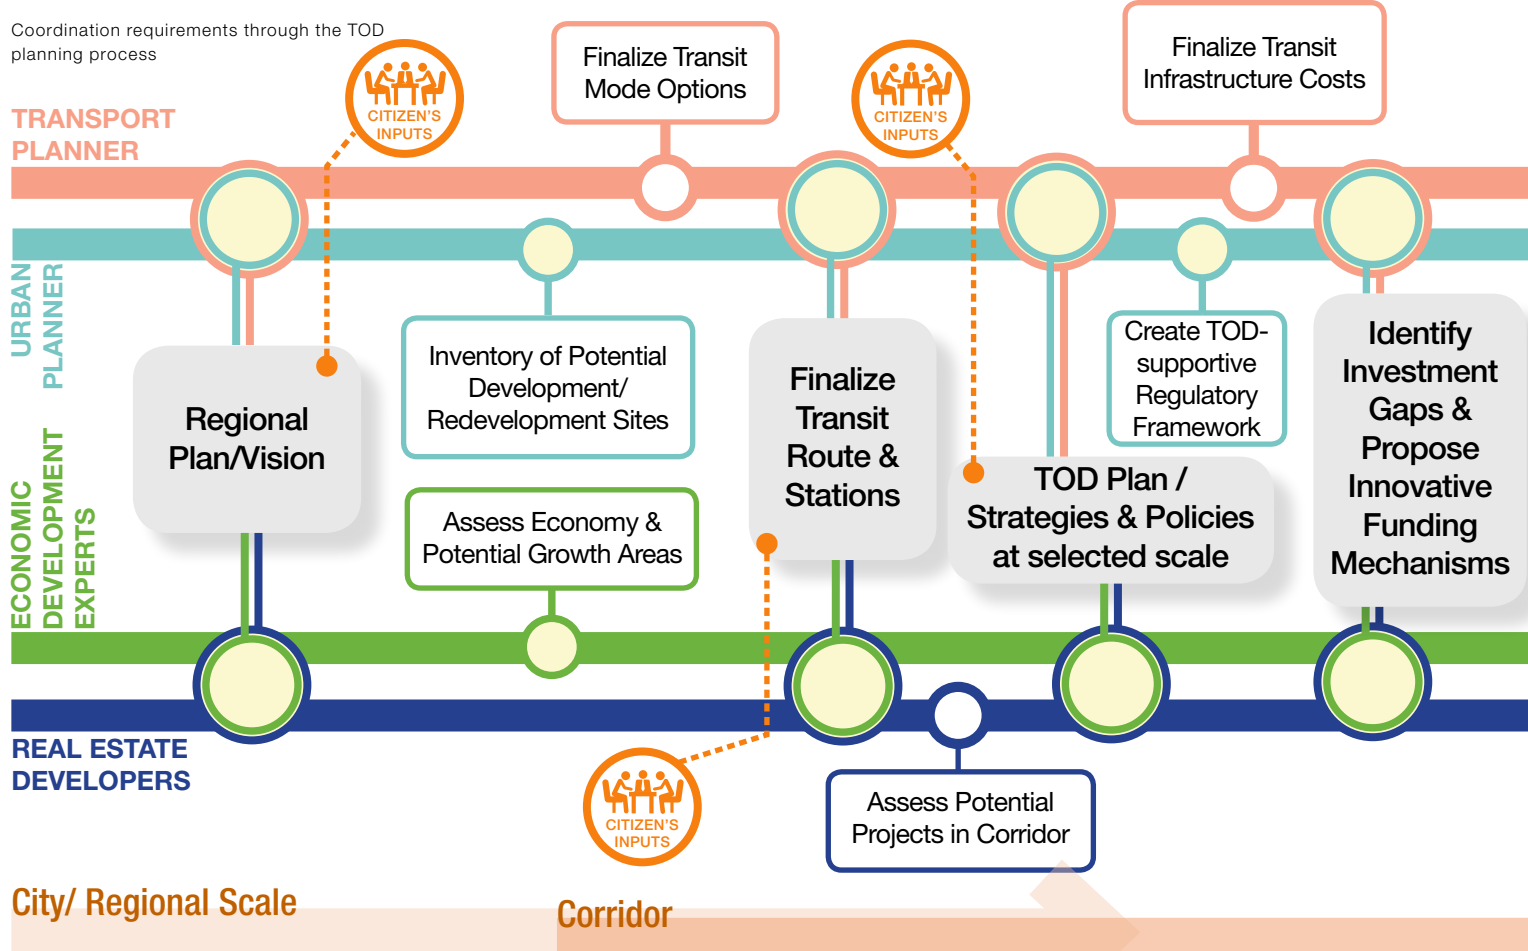 Coordination requirements through the TOD
planning process
CITIZEN'S
INPUTS
Finalize Transit
Mode Options
CITIZEN'S
INPUTS
Finalize Transit
Infrastructure Costs
TRANSPORT
PLANNER
URBAN
PLANNER
Regional
Plan/Vision
Inventory of Potential
Development/
Redevelopment Sites
Finalize
Transit
Route &
Stations
Create TOD-
supportive
Regulatory
Framework
Identify
Investment
Gaps &
Propose
Innovative
Funding
Mechanisms
ECONOMIC
DEVELOPMENT
EXPERTS
Assess Economy &
Potential Growth Areas
TOD Plan /
Strategies & Policies
at selected scale
REAL ESTATE
DEVELOPERS
CITIZEN'S
INPUTS
Assess Potential
Projects in Corridor
City/ Regional Scale
Corridor